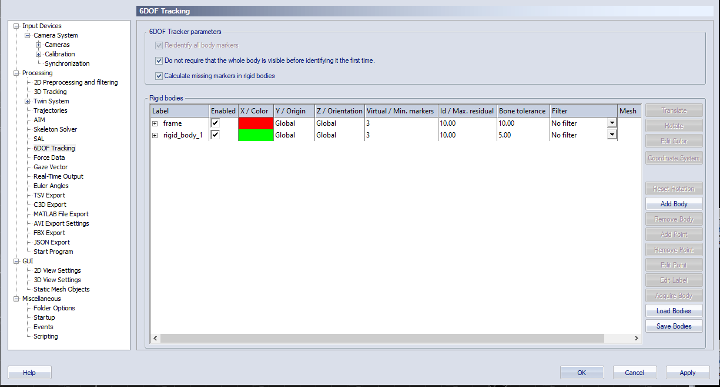 6DOF Tracking
Input Devices
Camera System
Cameras
Calibration
Synchronization
Processing
2D Preprocessing and filtering
3D Tracking
Twin System
Trajectories
AIM
Skeleton Solver
SAL
6DOF Tracking
Force Data
Gaze Vector
Real-Time Output
Euler Angles
TSV Export
C3D Export
MATLAB File Export
AVI Export Settings
FBX Export
JSON Export
Start Program
GUI
2D View Settings
3D View Settings
Static Mesh Objects
Miscellaneous
Folder Options
Startup
Events
Scripting
6DOF Tracker parameters
Re-identify all body markers
Do not require that the whole body is visible before identifying it the first time.
Calculate missing markers in rigid bodies
Rigid bodies
Label Enabled X / Color Y / Origin Z / Orientation Virtual / Min. markers Id / Max. residual Bone tolerance Filter Mesh
frame Global Global 3 10.00 10.00 No filter
rigid_body_1 Global Global 3 10.00 5.00 No filter
Translate
Rotate
Edit Color
Coordinate System
Reset Rotation
Add Body
Remove Body
Add Point
Remove Point
Edit Point
Edit Label
Acquire Body
Load Bodies
Save Bodies
Help
OK
Cancel
Apply